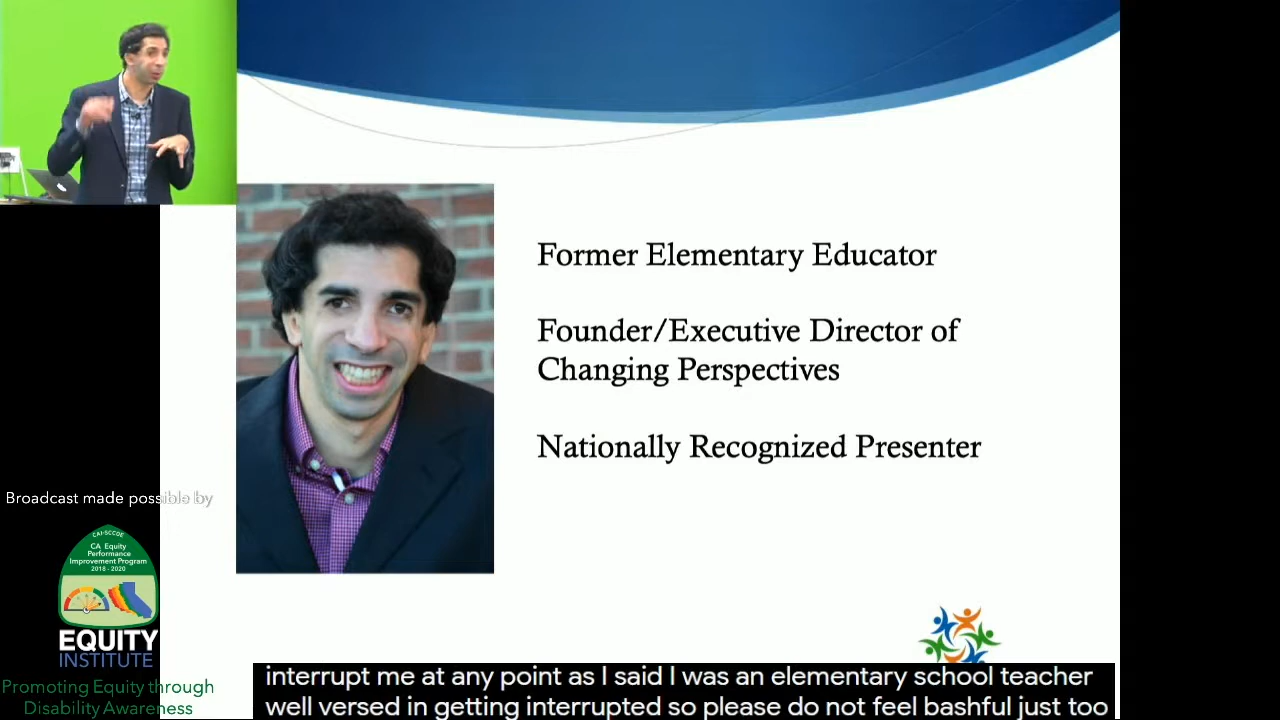 Former Elementary Educator
Founder/Executive Director of
Changing Perspectives
Nationally Recognized Presenter
Broadcast made possible by
CAI-SCCOE
CA Equity
Performance
Improvement Program
2018 - 2020
EQUITY
INSTITUTE
Promoting Equity through
Disability Awareness
interrupt me at any point as I said I was an elementary school teacher
well versed in getting interrupted so please do not feel bashful just too